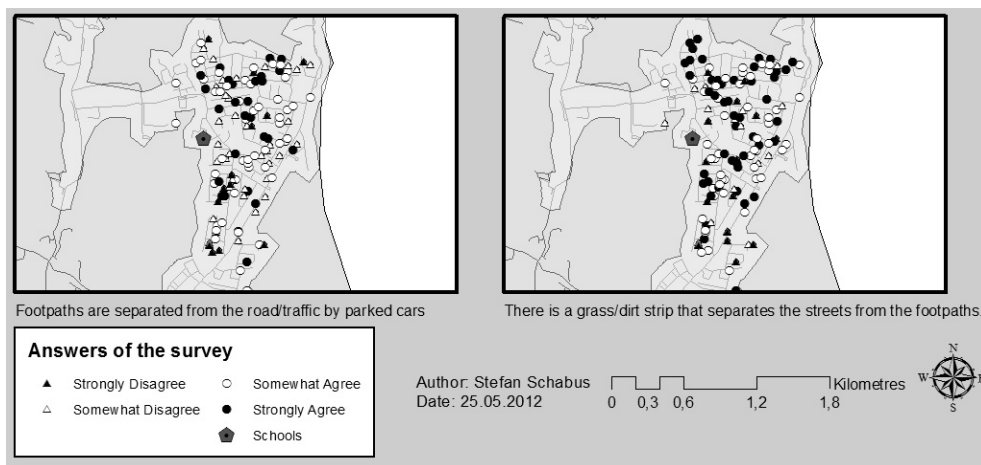 Footpaths are separated from the road/traffic by parked cars
There is a grass/dirt strip that separates the streets from the footpaths.
Answers of the survey
Strongly Disagree
Somewhat Agree
Somewhat Disagree
Strongly Agree
Schools
Author: Stefan Schabus
Date: 25.05.2012
Kilometres
0 0,3 0,6 1,2 1,8
N
W E
S